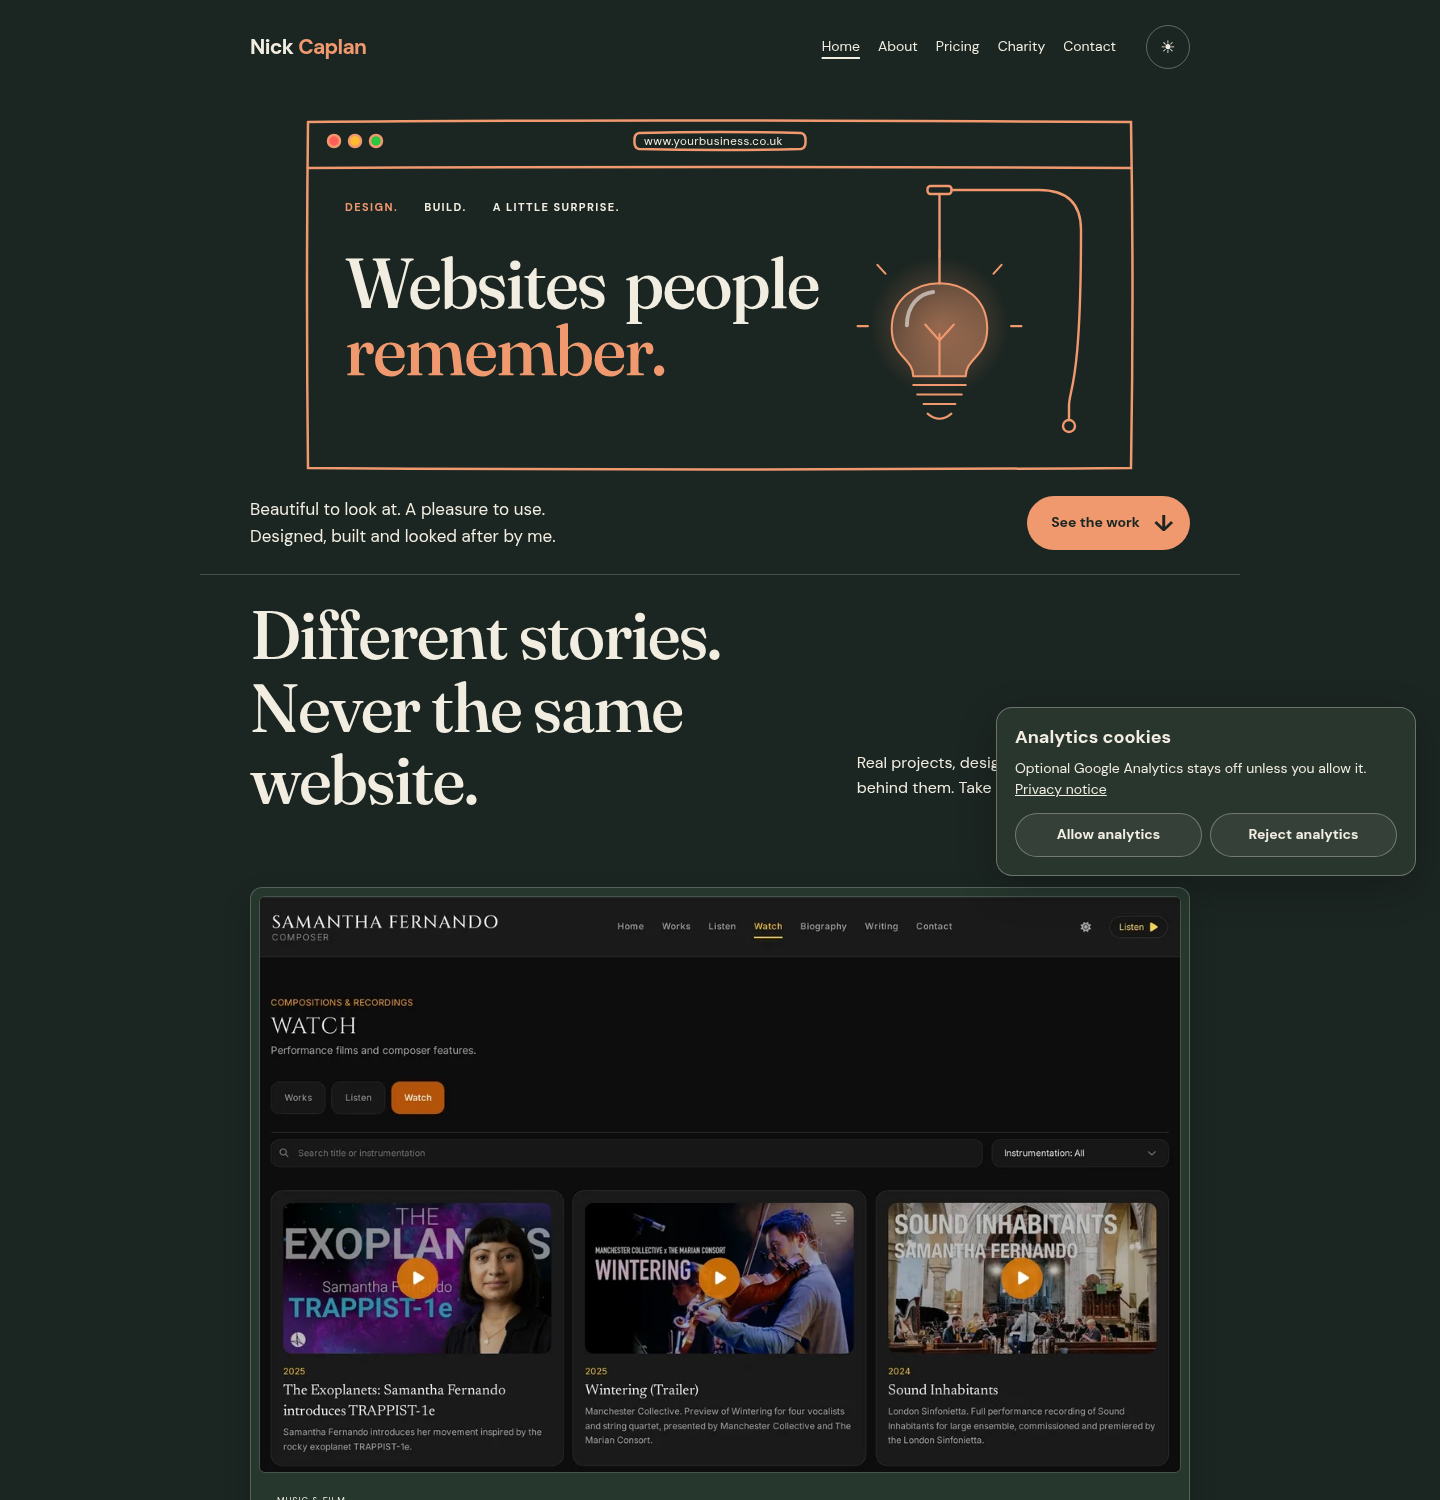 Nick Caplan
Home About Pricing Charity Contact
www.yourbusiness.co.uk
DESIGN. BUILD. A LITTLE SURPRISE.
Websites people
remember.
Beautiful to look at. A pleasure to use.
Designed, built and looked after by me.
See the work
Different stories.
Never the same
website.
Real projects,
behind them. Take
Analytics cookies
Optional Google Analytics stays off unless you allow it.
Privacy notice
Allow analytics Reject analytics
SAMANTHA FERNANDO
COMPOSER
Home Works Listen Watch Biography Writing Contact
Listen
COMPOSITIONS & RECORDINGS
WATCH
Performance films and composer features.
Works Listen Watch
Search title or instrumentation
Instrumentation: All
THE
Samantha
TRAPPIST-1e
2025
The Exoplanets: Samantha Fernando
introduces TRAPPIST-1e
Samantha Fernando introduces her movement inspired by the
rocky exoplanet TRAPPIST-1e.
MANCHESTER COLLECTIVE x THE MARIAN CONSORT
WINTERING
2025
Wintering (Trailer)
Manchester Collective. Preview of Wintering for four vocalists
and string quartet, presented by Manchester Collective and The
Marian Consort.
SOUND INHABITANTS
SAMANTHA FERNANDO
2024
Sound Inhabitants
London Sinfonietta. Full performance recording of Sound
Inhabitants for large ensemble, commissioned and premiered by
the London Sinfonietta.